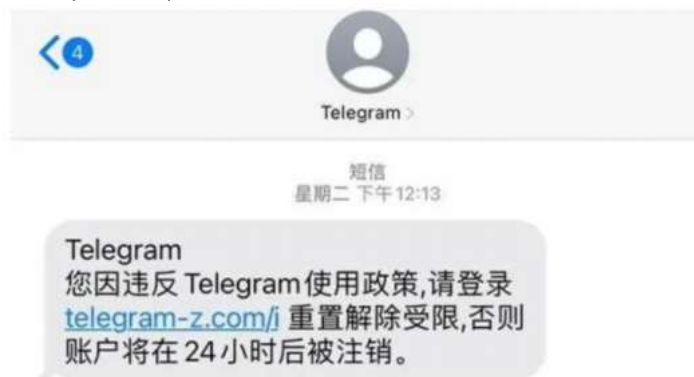 4
Telegram >
短信
星期二 下午 12:13
Telegram
您因违反 Telegram 使用政策,请登录
telegram-z.com/i 重置解除受限,否则
账户将在 24 小时后被注销。